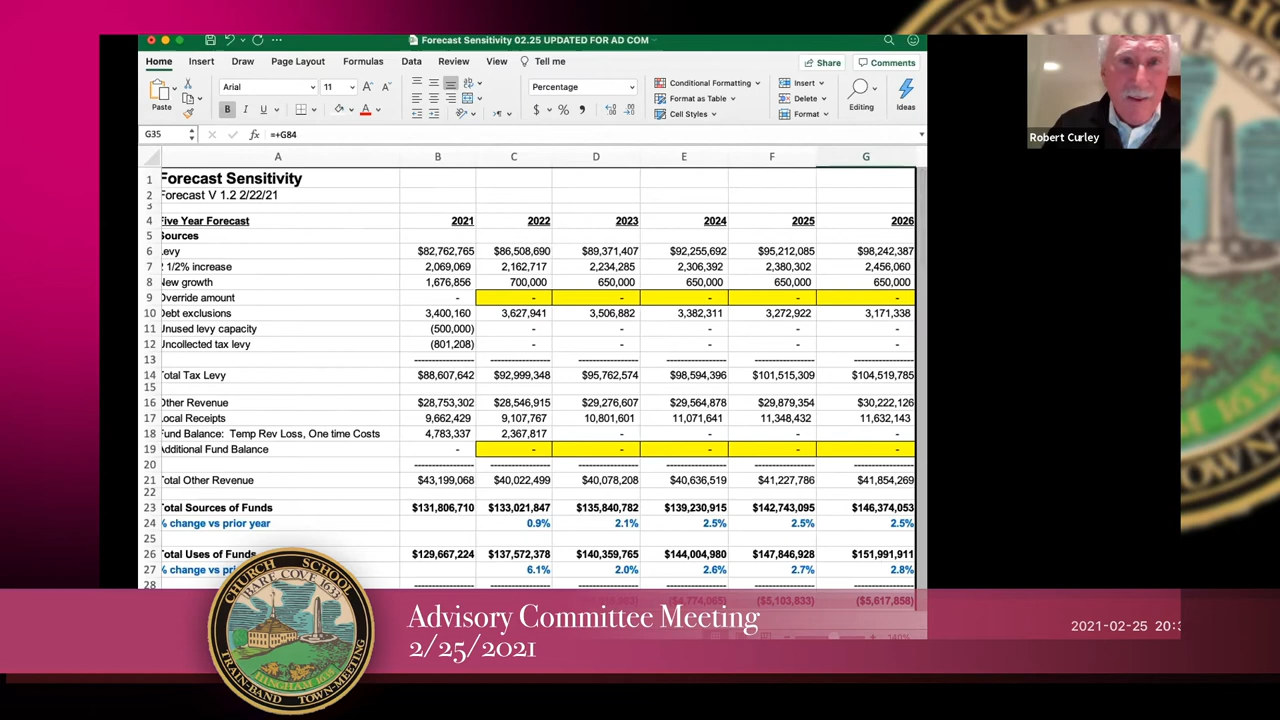 Forecast Sensitivity 02.25 UPDATED FOR AD COM
Home Insert Draw Page Layout Formulas Data Review View Tell me Share Comments
Paste Arial 11 Percentage Conditional Formatting Insert
B I U $ % Format as Table Delete Editing Ideas
Cell Styles Format
G35 fx =+G84
A B C D E F G
1 Forecast Sensitivity
2 Forecast V 1.2 2/22/21
3
4 Five Year Forecast 2021 2022 2023 2024 2025 2026
5 Sources
6 Levy $82,762,765 $86,508,690 $89,371,407 $92,255,692 $95,212,085 $98,242,387
7 1/2% increase 2,069,069 2,162,717 2,234,285 2,306,392 2,380,302 2,456,060
8 New growth 1,676,856 700,000 650,000 650,000 650,000 650,000
9 Override amount - - - - - -
10 Debt exclusions 3,400,160 3,627,941 3,506,882 3,382,311 3,272,922 3,171,338
11 Unused levy capacity (500,000) - - - - -
12 Uncollected tax levy (801,208) - - - - -
13
14 Total Tax Levy $88,607,642 $92,999,348 $95,762,574 $98,594,396 $101,515,309 $104,519,785
15
16 Other Revenue $28,753,302 $28,546,915 $29,276,607 $29,564,878 $29,879,354 $30,222,126
17 Local Receipts 9,662,429 9,107,767 10,801,601 11,071,641 11,348,432 11,632,143
18 Fund Balance: Temp Rev Loss, One time Costs 4,783,337 2,367,817 - - - -
19 Additional Fund Balance - - - - - -
20
21 Total Other Revenue $43,199,068 $40,022,499 $40,078,208 $40,636,519 $41,227,786 $41,854,269
22
23 Total Sources of Funds $131,806,710 $133,021,847 $135,840,782 $139,230,915 $142,743,095 $146,374,053
24 % change vs prior year 0.9% 2.1% 2.5% 2.5% 2.5%
25
26 Total Uses of Funds $129,667,224 $137,572,378 $140,359,765 $144,004,980 $147,846,928 $151,991,911
27 % change vs pri 6.1% 2.0% 2.6% 2.7% 2.8%
28
($4,774,065) ($5,103,833) ($5,617,858)
140%
Robert Curley
Advisory Committee Meeting
2/25/2021
2021-02-25 20:3
CHURCH SCHOOL
BARE COVE 1633
HINGHAM 1635
TRAIN-BAND TOWN-MEETING